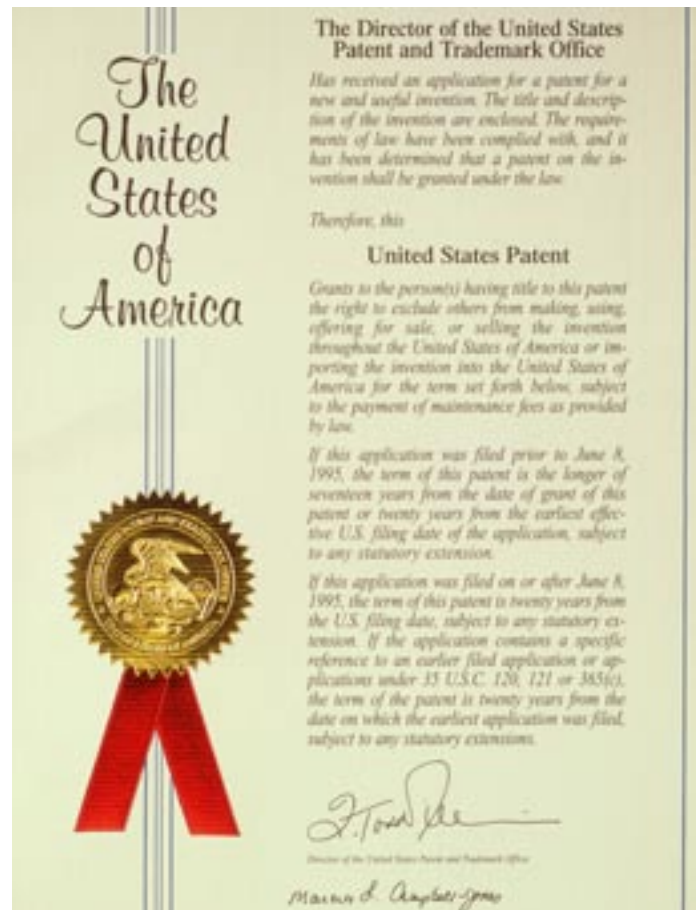 The
United
States
of
America
The Director of the United States
Patent and Trademark Office
Has received an application for a patent for a
new and useful invention. The title and descrip-
tion of the invention are enclosed. The require-
ments of law have been complied with, and it
has been determined that a patent on the in-
vention shall be granted under the law.
Therefore, this
United States Patent
Grants to the person(s) having title to this patent
the right to exclude others from making, using,
offering for sale, or selling the invention
throughout the United States of America or im-
porting the invention into the United States of
America for the term set forth below, subject
to the payment of maintenance fees as provided
by law.
If this application was filed prior to June 8,
1995, the term of this patent is the longer of
seventeen years from the date of grant of this
patent or twenty years from the earliest effec-
tive U.S. filing date of the application, subject
to any statutory extension.
If this application was filed on or after June 8,
1995, the term of this patent is twenty years from
the U.S. filing date, subject to any statutory ex-
tension. If the application contains a specific
reference to an earlier filed application or ap-
plications under 35 U.S.C. 120, 121 or 365(c),
the term of the patent is twenty years from the
date on which the earliest application was filed,
subject to any statutory extensions.
Director of the United States Patent and Trademark Office